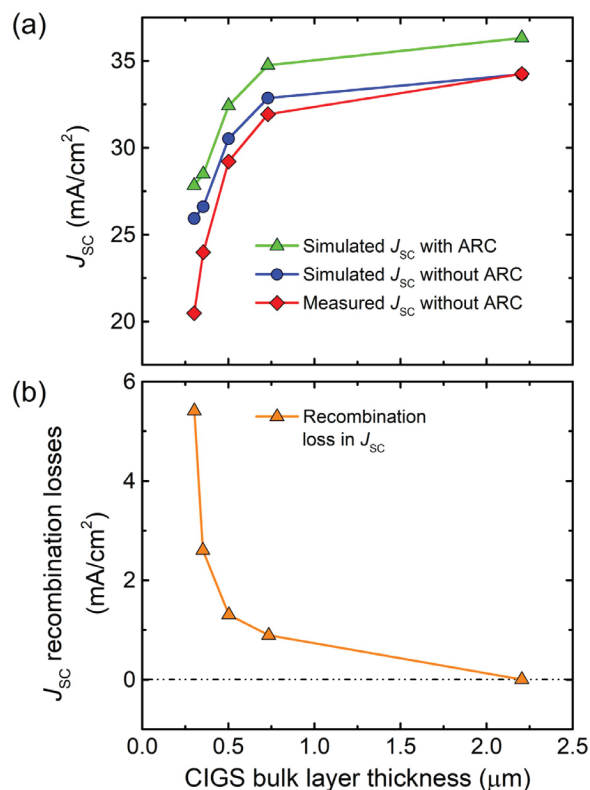 (a)
35
30
25
20
J_SC (mA/cm²)
Simulated J_SC with ARC
Simulated J_SC without ARC
Measured J_SC without ARC
(b)
6
4
2
0
J_SC recombination losses
(mA/cm²)
Recombination
loss in J_SC
0.0 0.5 1.0 1.5 2.0 2.5
CIGS bulk layer thickness (μm)